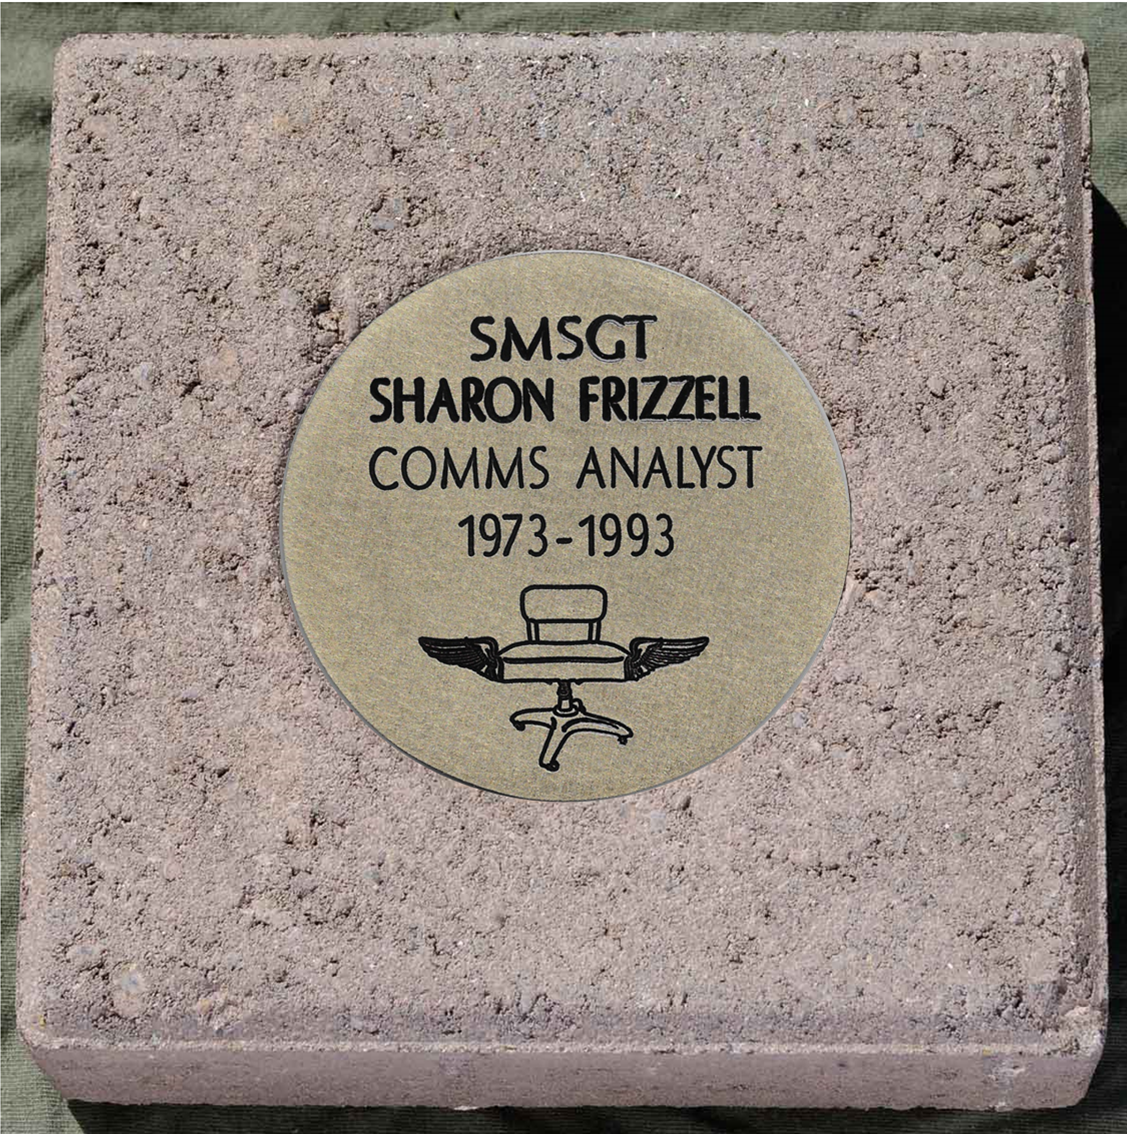 SMSGT
SHARON FRIZZELL
COMMS ANALYST
1973-1993